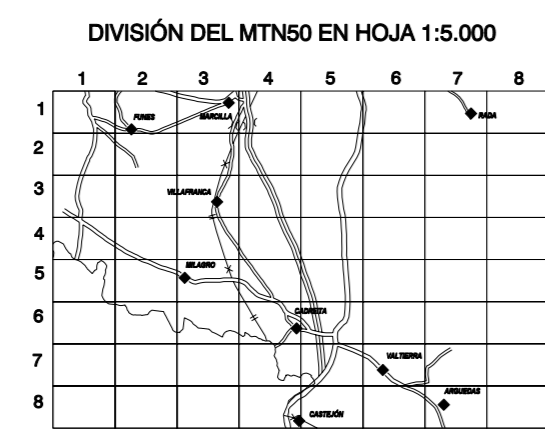 DIVISIÓN DEL MTN50 EN HOJA 1:5.000
1 2 3 4 5 6 7 8
1
FUNES
MARCILLA
RADA
2
3
VILLAFRANCA
4
5
MILAGRO
6
CADREITA
7
VALTIERRA
8
ARGUEDAS
CASTEJÓN